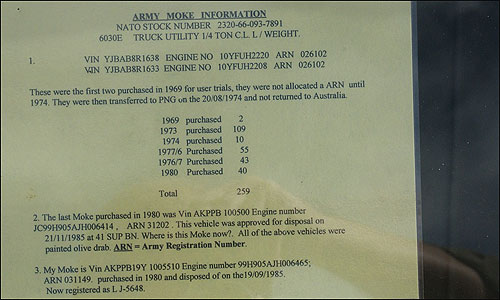 ARMY MOKE INFORMATION
NATO STOCK NUMBER 2320-66-093-7891
6030E TRUCK UTILITY 1/4 TON C.L. L / WEIGHT.
1. VIN YJBAB8R1638 ENGINE NO 10YFUH2220 ARN 026102
VIN YJBAB8R1633 ENGINE NO 10YFUH2208 ARN 026102
These were the first two purchased in 1969 for user trials, they were not allocated a ARN until
1974. They were then transferred to PNG on the 20/08/1974 and not returned to Australia.
1969 purchased 2
1973 purchased 109
1974 purchased 10
1977/6 purchased 55
1976/7 purchased 43
1980 Purchased 40
Total 259
2. The last Moke purchased in 1980 was Vin AKPPB 100500 Engine number
JC99H905AJH006414 , ARN 31202 . This vehicle was approved for disposal on
21/11/1985 at 41 SUP BN. Where is this Moke now?. All of the above vehicles were
painted olive drab. ARN = Army Registration Number.
3. My Moke is Vin AKPPB19Y 1005510 Engine number 99H905AJH006465;
ARN 031149. purchased in 1980 and disposed of on the19/09/1985.
Now registered as L J-5648.